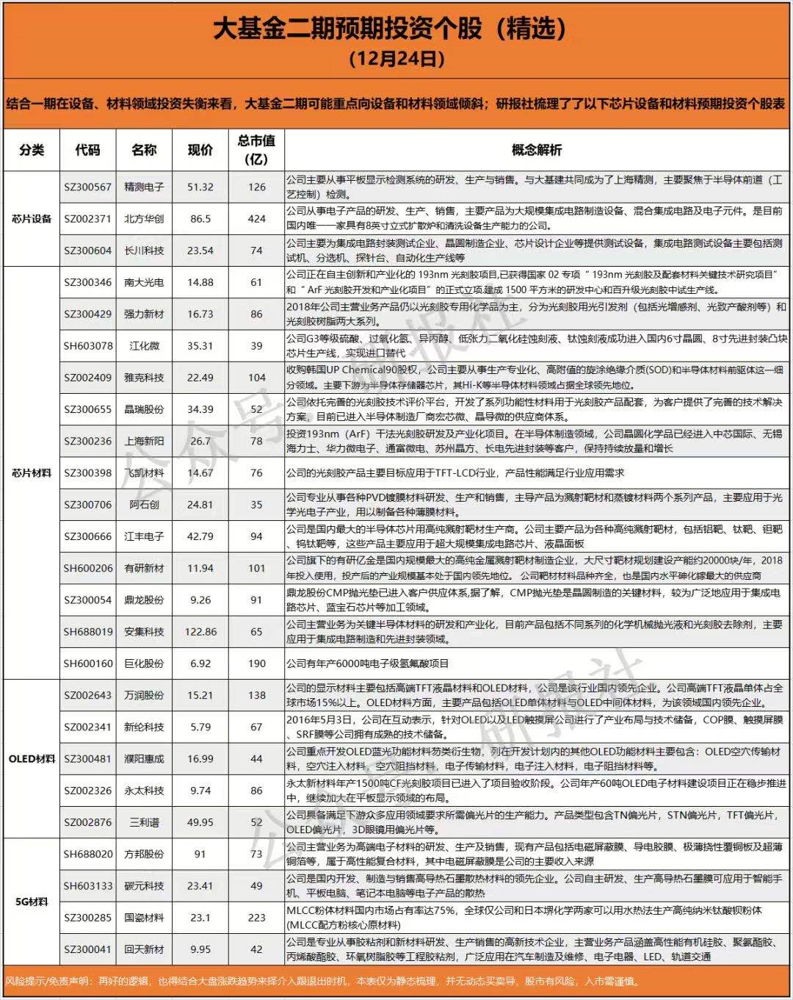 大基金二期预期投资个股（精选）
（12月24日）
结合一期在设备、材料领域投资失衡来看，大基金二期可能重点向设备和材料领域倾斜；研报社梳理了了以下芯片设备和材料预期投资个股表
分类 代码 名称 现价 总市值（亿） 概念解析
芯片设备
SZ300567 精测电子 51.32 126 公司主要从事平板显示检测系统的研发、生产与销售。与大基建共同成为了上海精测，主要聚焦于半导体前道（工
艺控制）检测。
SZ002371 北方华创 86.5 424 公司从事电子产品的研发、生产、销售，主要产品为大规模集成电路制造设备、混合集成电路及电子元件。是目前
国内唯一一家具有8英寸立式扩散炉和清洗设备生产能力的公司。
SZ300604 长川科技 23.54 74 公司主要为集成电路封装测试企业、晶圆制造企业、芯片设计企业等提供测试设备，集成电路测试设备主要包括测
试机、分选机、探针台、自动化生产线等
芯片材料
SZ300346 南大光电 14.88 61 公司正在自主创新和产业化的 193nm 光刻胶项目,已获得国家 02 专项“ 193nm 光刻胶及配套材料关键技术研究项目”
和“ ArF 光刻胶开发和产业化项目”的正式立项.建成 1500 平方米的研发中心和百升级光刻胶中试生产线。
SZ300429 强力新材 16.73 86 2018年公司主营业务产品仍以光刻胶专用化学品为主，分为光刻胶用光引发剂（包括光增感剂、光致产酸剂等）和
光刻胶树脂两大系列。
SH603078 江化微 35.31 39 公司G3等级硫酸、过氧化氢、异丙醇、低张力二氧化硅蚀刻液、钛蚀刻液成功进入国内6寸晶圆、8寸先进封装凸块
芯片生产线，实现进口替代
SZ002409 雅克科技 22.49 104 收购韩国UP Chemical90股权，公司主要从事生产专业化、高附值的旋涂绝缘介质(SOD)和半导体材料前驱体这一细
分领域。主要下游为半导体存储器芯片，其Hi-K等半导体材料领域占据全球领先地位。
SZ300655 晶瑞股份 34.39 52 公司依托完善的光刻胶技术评价平台，开发了系列功能性材料用于光刻胶产品配套，为客户提供了完善的技术解决
方案，目前已进入半导体制造厂商宏芯微、晶导微的供应商体系。
SZ300236 上海新阳 26.7 78 投资193nm（ArF）干法光刻胶研发及产业化项目。在半导体制造领域，公司晶圆化学品已经进入中芯国际、无锡
海力士、华力微电子、通富微电、苏州晶方、长电先进封装等客户，保持持续放量和增长
SZ300398 飞凯材料 14.67 76 公司的光刻胶产品主要目标应用于TFT-LCD行业，产品性能满足行业应用需求
SZ300706 阿石创 24.81 35 公司专业从事各种PVD镀膜材料研发、生产和销售，主导产品为溅射靶材和蒸镀材料两个系列产品，主要应用于光
学光电子产业，用以制备各种薄膜材料。
SZ300666 江丰电子 42.79 94 公司是国内最大的半导体芯片用高纯溅射靶材生产商。公司主要产品为各种高纯溅射靶材，包括铝靶、钛靶、钽靶
、钨钛靶等，这些产品主要应用于超大规模集成电路芯片、液晶面板
SH600206 有研新材 11.94 101 公司旗下的有研亿金是国内规模最大的高纯金属溅射靶材制造企业，大尺寸靶材规划建设产能约20000块/年，2018
年投入使用，投产后的产业规模基本处于国内领先地位。 公司靶材材料品种齐全，也是国内水平砷化镓最大的供应商
SZ300054 鼎龙股份 9.26 91 鼎龙股份CMP抛光垫已进入客户供应体系,据了解，CMP抛光垫是晶圆制造的关键材料，较为广泛地应用于集成电
路芯片、蓝宝石芯片等加工领域。
SH688019 安集科技 122.86 65 公司主营业务为关键半导体材料的研发和产业化，目前产品包括不同系列的化学机械抛光液和光刻胶去除剂，主要
应用于集成电路制造和先进封装领域。
SH600160 巨化股份 6.92 190 公司有年产6000吨电子级氢氟酸项目
OLED材料
SZ002643 万润股份 15.21 138 公司的显示材料主要包括高端TFT液晶材料和OLED材料，公司是该行业国内领先企业。公司高端TFT液晶单体占全
球市场15%以上。OLED材料方面，主要产品包括OLED单体材料与OLED中间体材料，为该领域国内领先企业。
SZ002341 新纶科技 5.79 67 2016年5月3日，公司在互动表示，针对OLED以及LED触摸屏公司进行了产业布局与技术储备，COP膜、触摸屏膜
、SRF膜等公司拥有成熟的技术储备。
SZ300481 濮阳惠成 16.99 44 公司重点开发OLED蓝光功能材料芴类衍生物，列在开发计划内的其他OLED功能材料主要包含：OLED空穴传输材
料，空穴注入材料，空穴阻挡材料，电子传输材料，电子注入材料，电子阻挡材料等。
SZ002326 永太科技 9.74 86 永太新材料年产1500吨CF光刻胶项目已进入了项目验收阶段。公司年产60吨OLED电子材料建设项目正在稳步推进
中，继续加大在平板显示领域的布局。
SZ002876 三利谱 49.95 52 公司具备满足下游众多应用领域要求所需偏光片的生产能力。产品类型包含TN偏光片，STN偏光片，TFT偏光片，
OLED偏光片，3D眼镜用偏光片等。
5G材料
SH688020 方邦股份 91 73 公司主营业务为高端电子材料的研发、生产及销售，现有产品包括电磁屏蔽膜、导电胶膜、极薄挠性覆铜板及超薄
铜箔等，属于高性能复合材料，其中电磁屏蔽膜是公司的主要收入来源
SH603133 碳元科技 23.41 49 公司是国内开发、制造与销售高导热石墨散热材料的领先企业。公司自主研发、生产高导热石墨膜可应用于智能手
机、平板电脑、笔记本电脑等电子产品的散热
SZ300285 国瓷材料 23.1 223 MLCC粉体材料国内市场占有率达75%，全球仅公司和日本堺化学两家可以用水热法生产高纯纳米钛酸钡粉体
(MLCC配方粉核心原材料)
SZ300041 回天新材 9.95 42 公司是专业从事胶粘剂和新材料研发、生产销售的高新技术企业，主营业务产品涵盖高性能有机硅胶、聚氨酯胶、
丙烯酸酯胶、环氧树脂胶等工程胶粘剂，广泛应用在汽车制造及维修、电子电器、LED、轨道交通
风险提示/免责声明：再好的逻辑，也得结合大盘涨跌趋势来择介入跟退出时机，本表仅为静态梳理，并无动态买卖导，股市有风险，入市需谨慎。
公众号：研报社
公众号：研报社